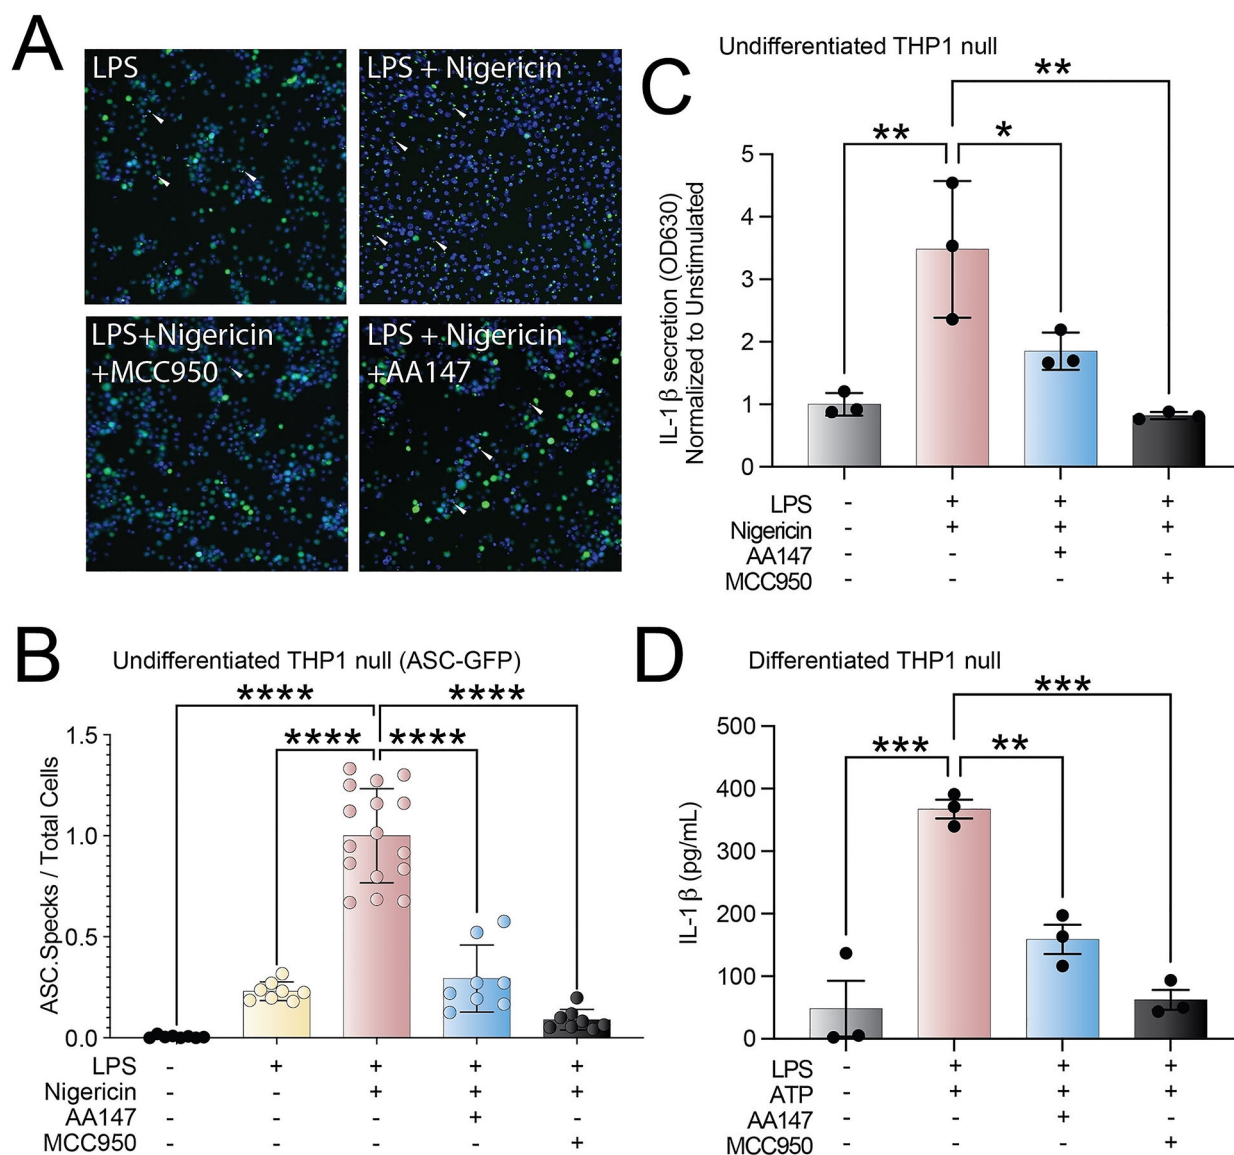 A
LPS
LPS + Nigericin
LPS+Nigericin
+MCC950
LPS + Nigericin
+AA147
B
Undifferentiated THP1 null (ASC-GFP)
****
****
****
****
ASC.Specks / Total Cells
1.5
1.0
0.5
0.0
LPS - + + + +
Nigericin - - + + +
AA147 - - - + -
MCC950 - - - - +
C
Undifferentiated THP1 null
**
**
*
IL-1β secretion (OD630)
Normalized to Unstimulated
5
4
3
2
1
0
LPS - + + +
Nigericin - + + +
AA147 - - + -
MCC950 - - - +
D
Differentiated THP1 null
***
***
**
IL-1β (pg/mL)
500
400
300
200
100
0
LPS - + + +
ATP - + + +
AA147 - - + -
MCC950 - - - +